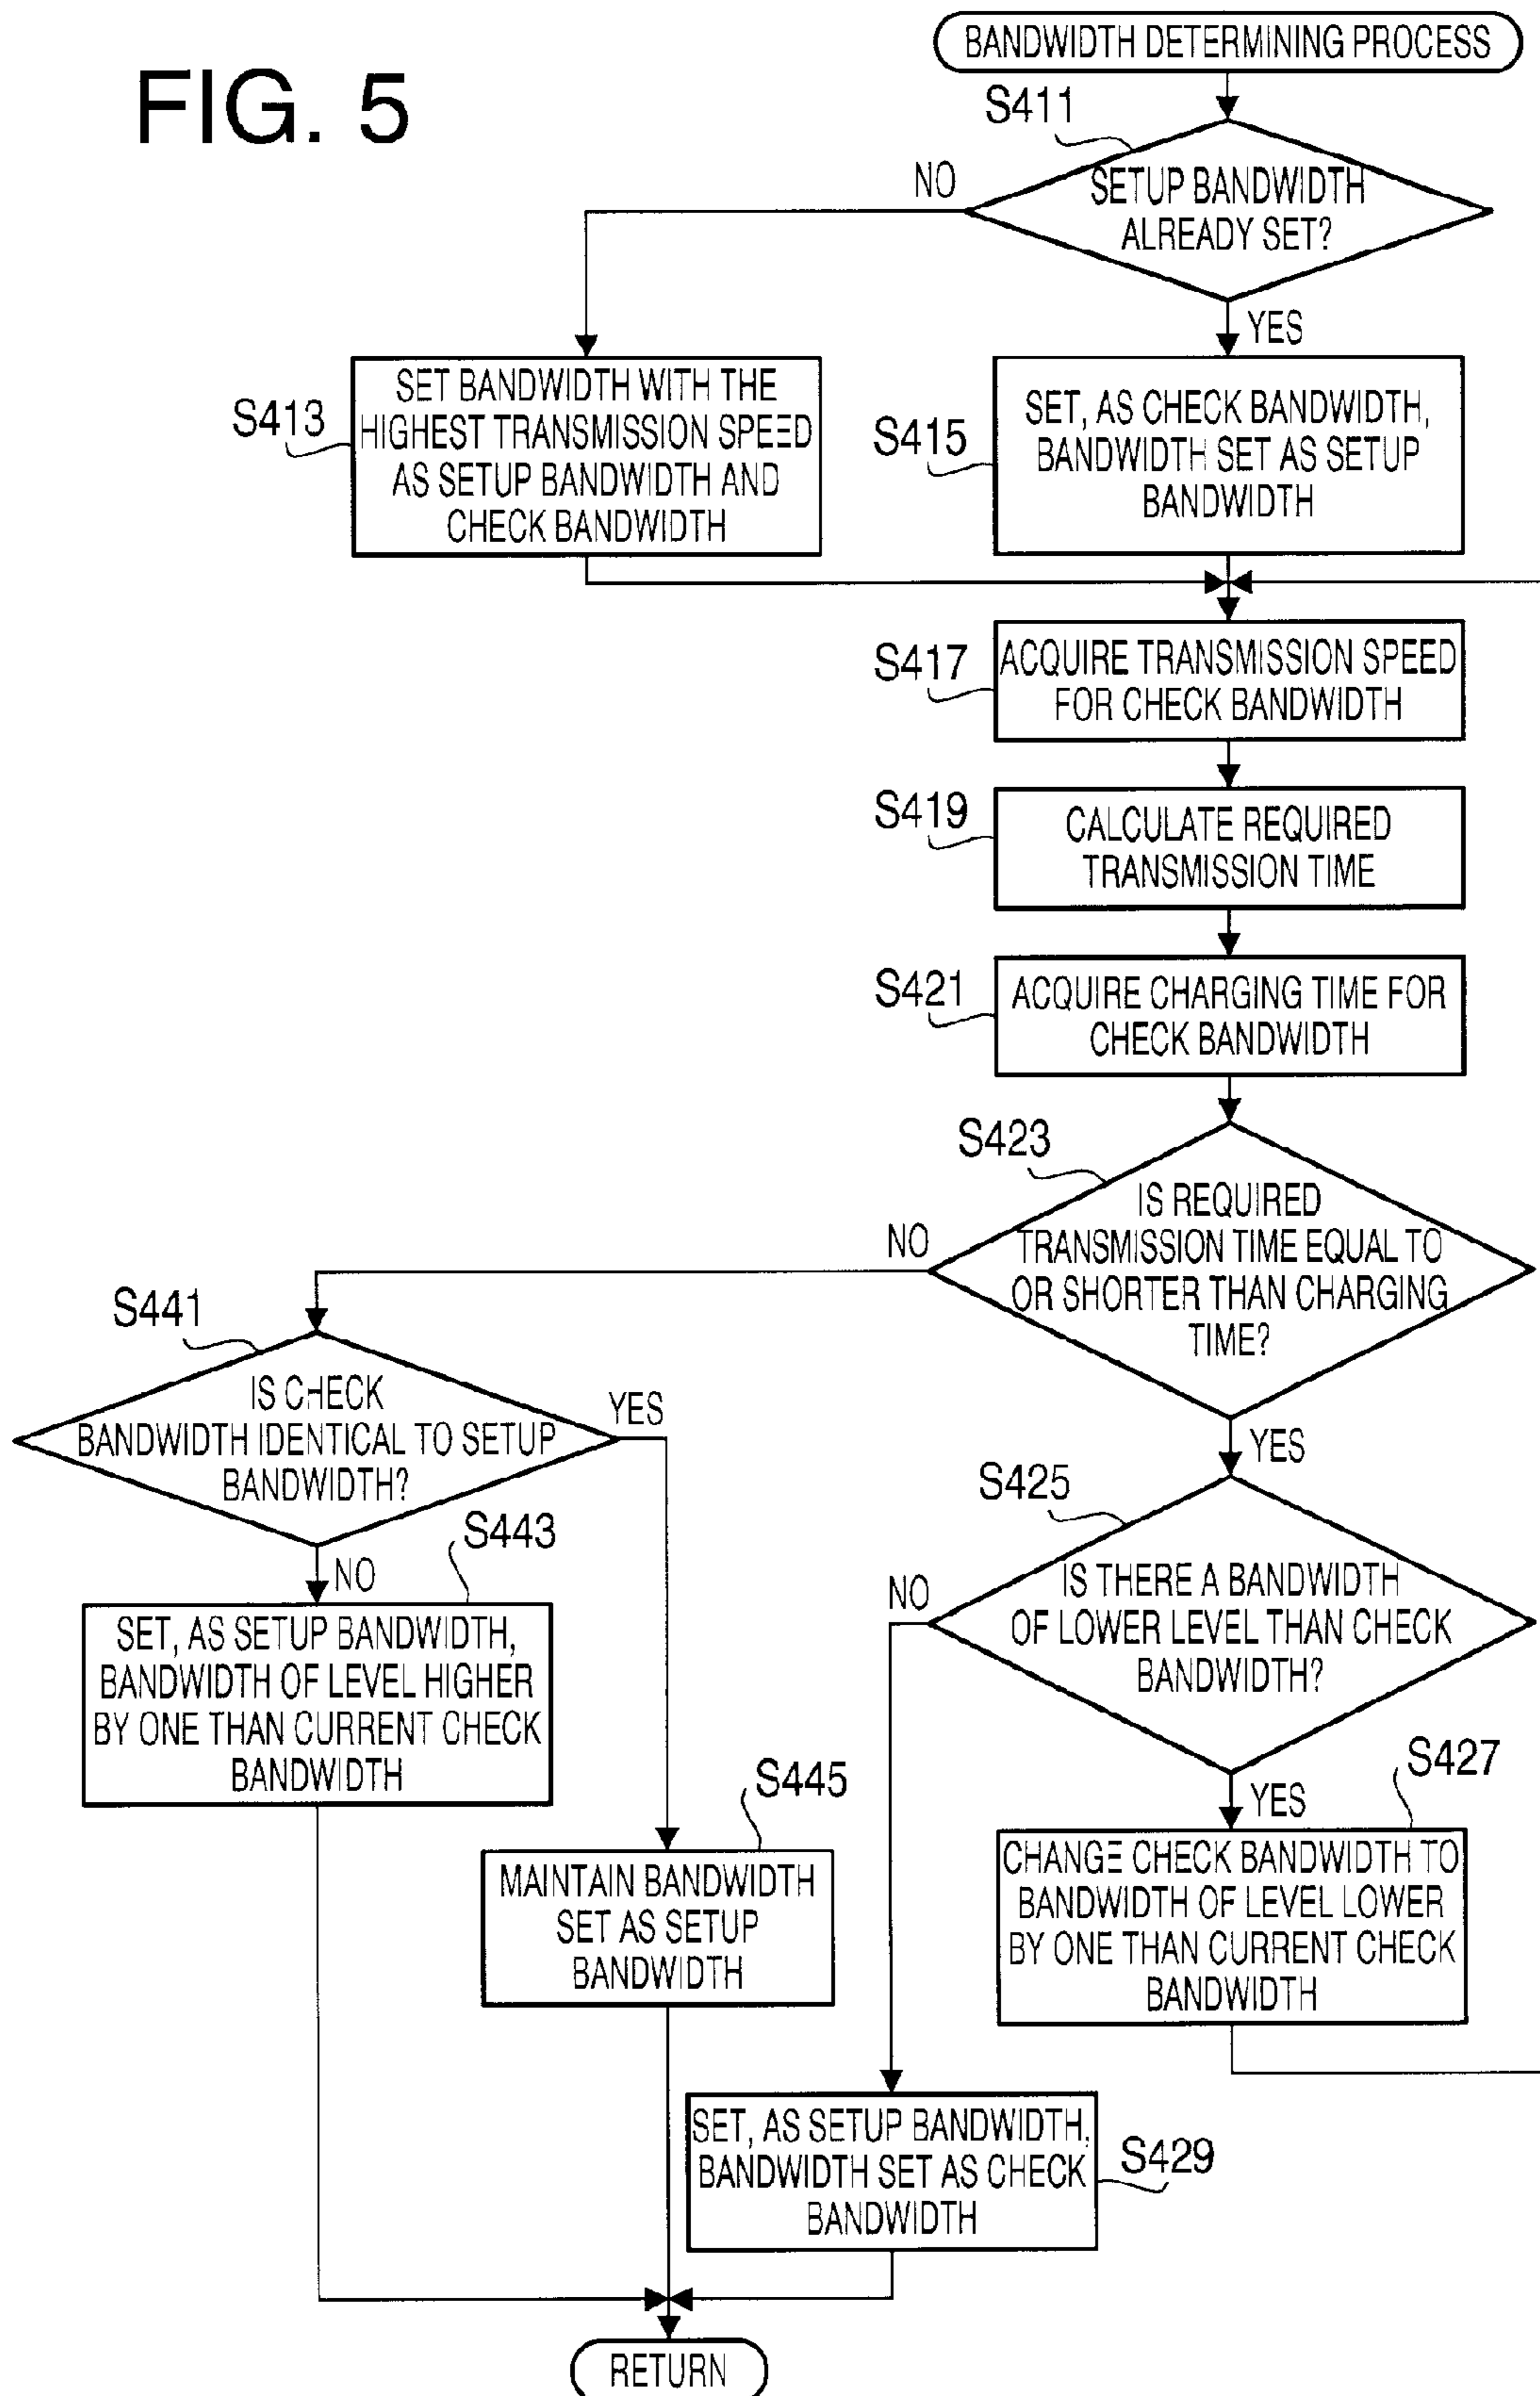 FIG. 5
BANDWIDTH DETERMINING PROCESS
S411
SETUP BANDWIDTH
ALREADY SET?
NO
YES
S413
SET BANDWIDTH WITH THE
HIGHEST TRANSMISSION SPEED
AS SETUP BANDWIDTH AND
CHECK BANDWIDTH
S415
SET, AS CHECK BANDWIDTH,
BANDWIDTH SET AS SETUP
BANDWIDTH
S417
ACQUIRE TRANSMISSION SPEED
FOR CHECK BANDWIDTH
S419
CALCULATE REQUIRED
TRANSMISSION TIME
S421
ACQUIRE CHARGING TIME FOR
CHECK BANDWIDTH
S423
IS REQUIRED
TRANSMISSION TIME EQUAL TO
OR SHORTER THAN CHARGING
TIME?
NO
YES
S441
IS CHECK
BANDWIDTH IDENTICAL TO SETUP
BANDWIDTH?
YES
NO
S443
SET, AS SETUP BANDWIDTH,
BANDWIDTH OF LEVEL HIGHER
BY ONE THAN CURRENT CHECK
BANDWIDTH
S425
IS THERE A BANDWIDTH
OF LOWER LEVEL THAN CHECK
BANDWIDTH?
NO
YES
S445
MAINTAIN BANDWIDTH
SET AS SETUP
BANDWIDTH
S427
CHANGE CHECK BANDWIDTH TO
BANDWIDTH OF LEVEL LOWER
BY ONE THAN CURRENT CHECK
BANDWIDTH
S429
SET, AS SETUP BANDWIDTH,
BANDWIDTH SET AS CHECK
BANDWIDTH
RETURN